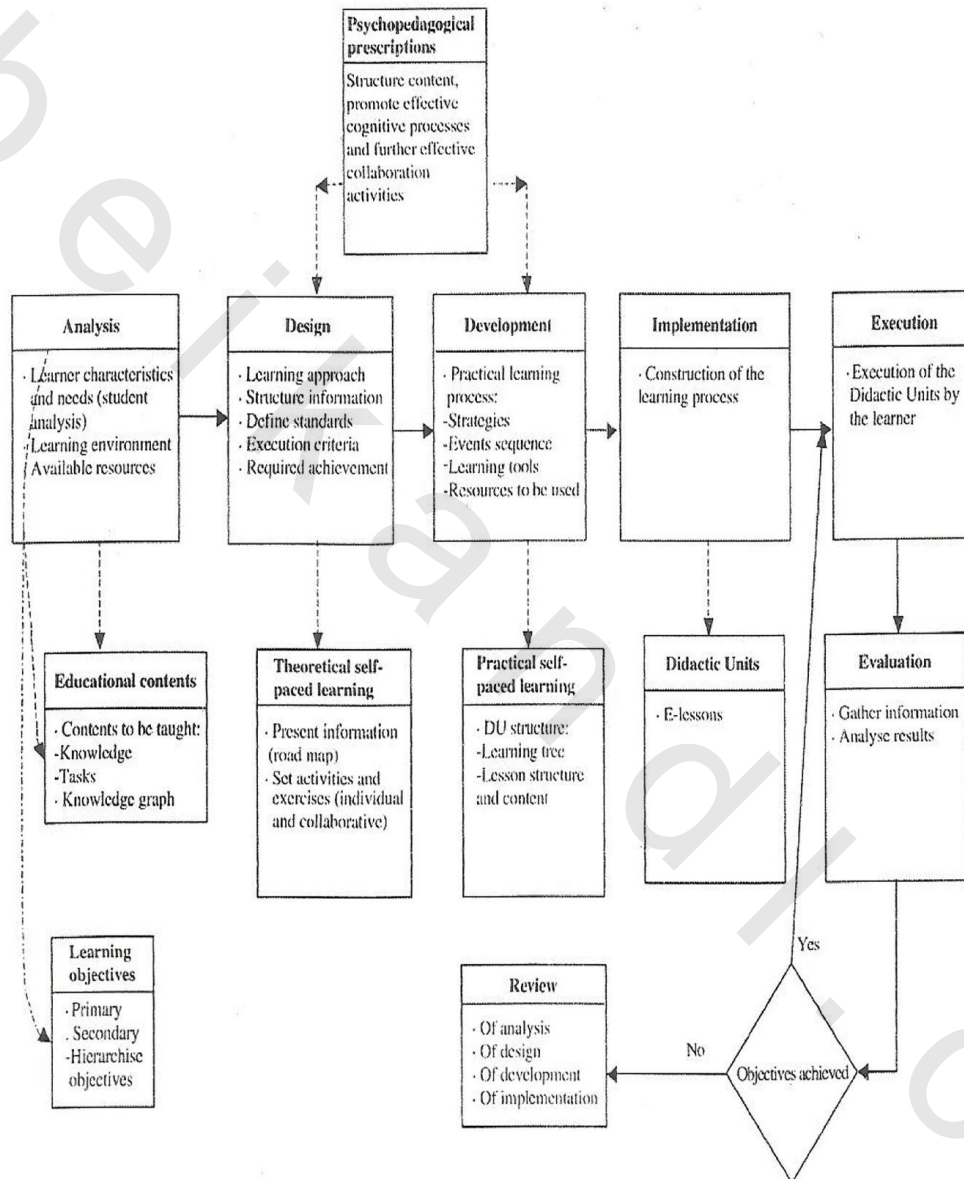 Psychopedagogical
prescriptions
Structure content,
promote effective
cognitive processes
and further effective
collaboration
activities
Analysis
· Learner characteristics
and needs (student
analysis)
· Learning environment
Available resources
Design
· Learning approach
· Structure information
· Define standards
· Execution criteria
· Required achievement
Development
· Practical learning
process:
-Strategies
-Events sequence
-Learning tools
-Resources to be used
Implementation
· Construction of the
learning process
Execution
· Execution of the
Didactic Units by
the learner
Educational contents
· Contents to be taught:
-Knowledge
-Tasks
· Knowledge graph
Theoretical self-
paced learning
· Present information
(road map)
· Set activities and
exercises (individual
and collaborative)
Practical self-
paced learning
· DU structure:
-Learning tree
-Lesson structure
and content
Didactic Units
· E-lessons
Evaluation
· Gather information
· Analyse results
Learning
objectives
· Primary
. Secondary
-Hierarchise
objectives
Review
· Of analysis
· Of design
· Of development
· Of implementation
No
Yes
Objectives achieved